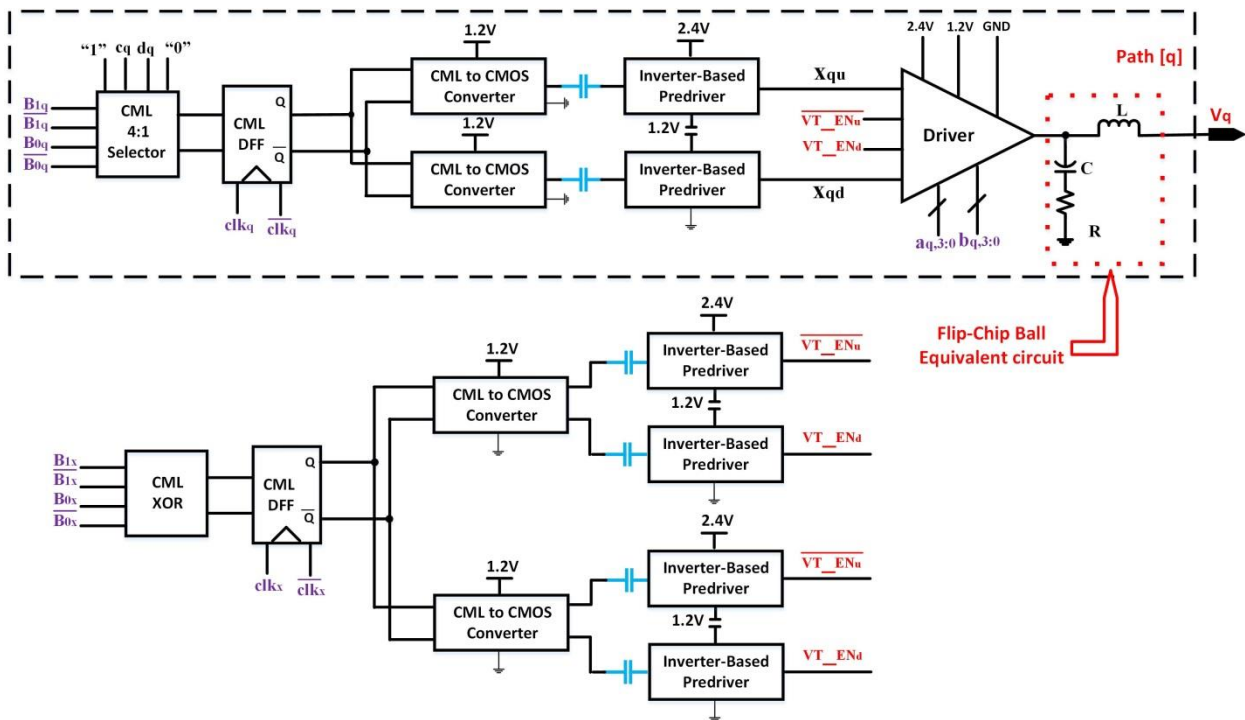 "1" cq dq "0"
B1q
B1q
B0q
B0q
CML
4:1
Selector
CML
DFF
Q
Q
clkq
clkq
1.2V
CML to CMOS
Converter
1.2V
CML to CMOS
Converter
2.4V
Inverter-Based
Predriver
1.2V
Inverter-Based
Predriver
Xqu
VT_ENu
VT_ENd
Xqd
2.4V
1.2V
GND
Driver
aq,3:0
bq,3:0
Path [q]
L
C
R
Vq
Flip-Chip Ball
Equivalent circuit
B1x
B1x
B0x
B0x
CML
XOR
CML
DFF
Q
Q
clkx
clkx
1.2V
CML to CMOS
Converter
2.4V
Inverter-Based
Predriver
VT_ENu
1.2V
Inverter-Based
Predriver
VT_ENd
1.2V
CML to CMOS
Converter
2.4V
Inverter-Based
Predriver
VT_ENu
1.2V
Inverter-Based
Predriver
VT_ENd